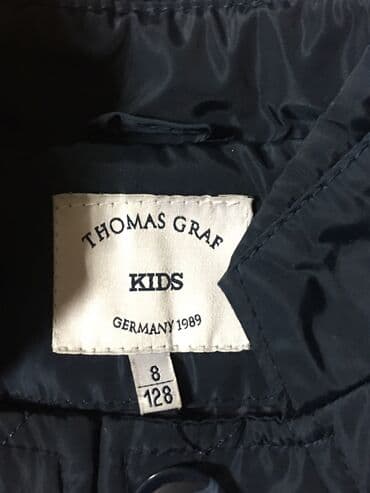 THOMAS GRAF
KIDS
GERMANY 1989
8
128